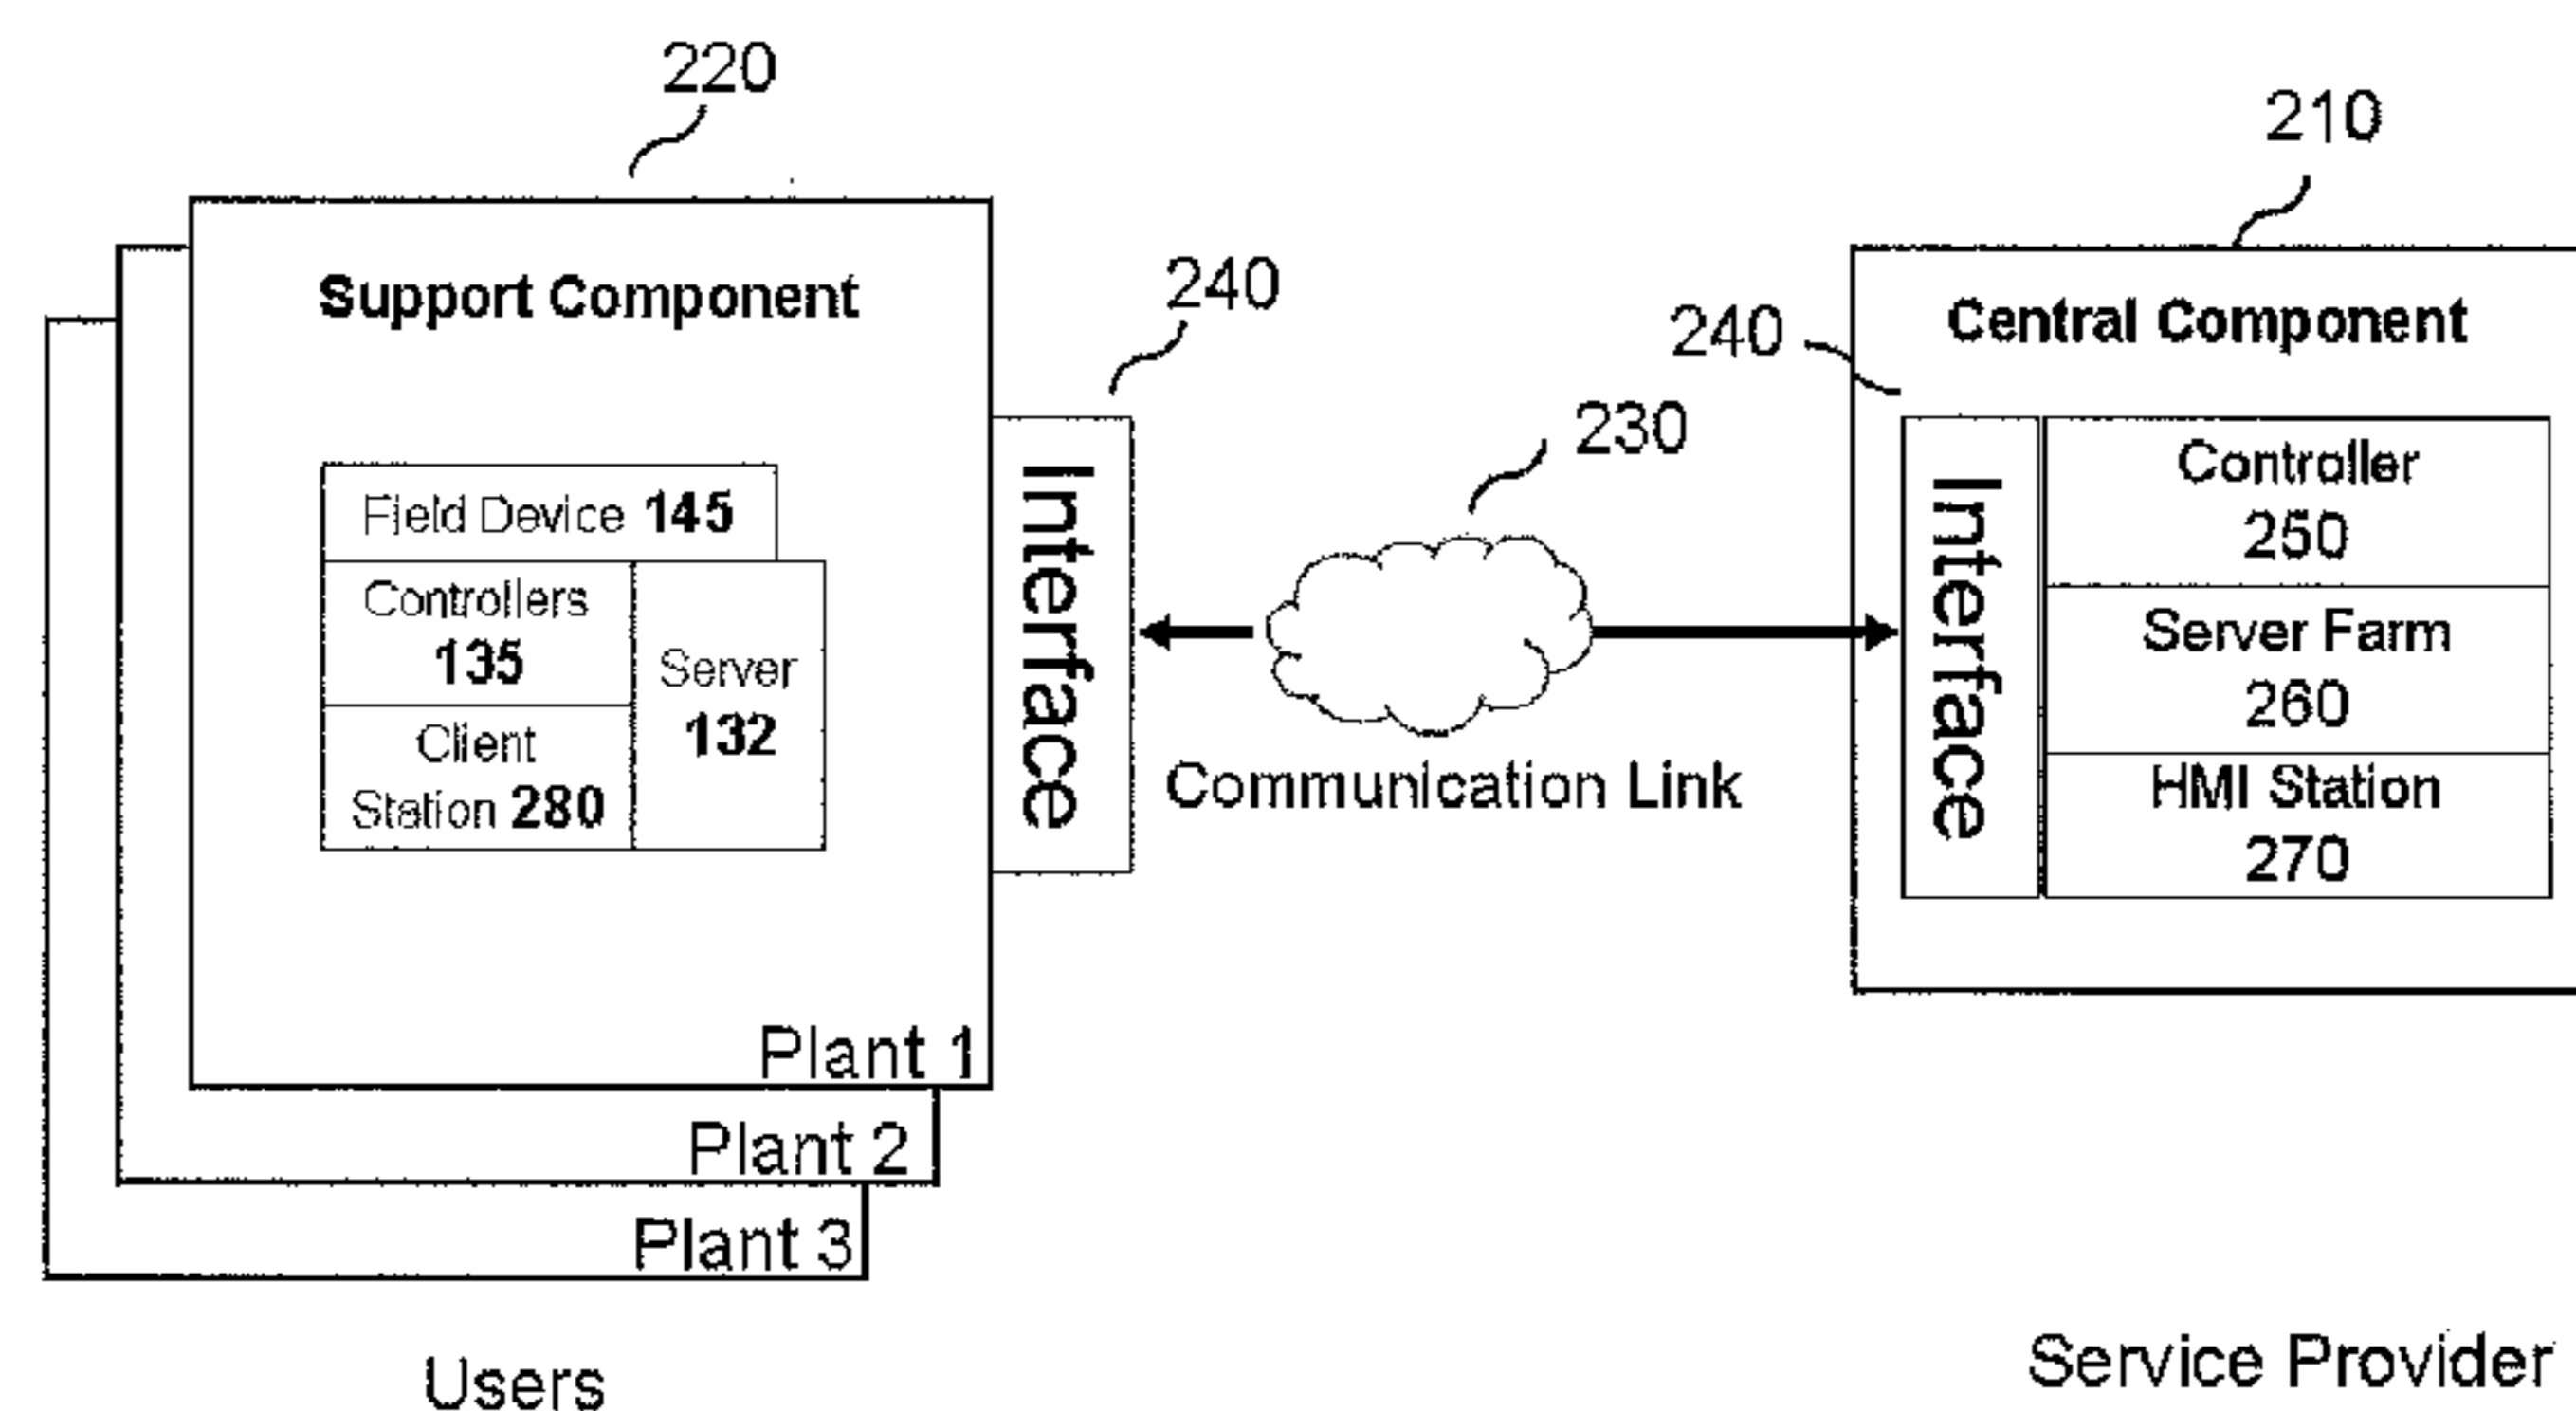 220
210
240
240
230
Support Component
Central Component
Field Device 145
Controllers
135
Client
Station 280
Server
132
Interface
Communication Link
Interface
Controller
250
Server Farm
260
HMI Station
270
Plant 1
Plant 2
Plant 3
Users
Service Provider